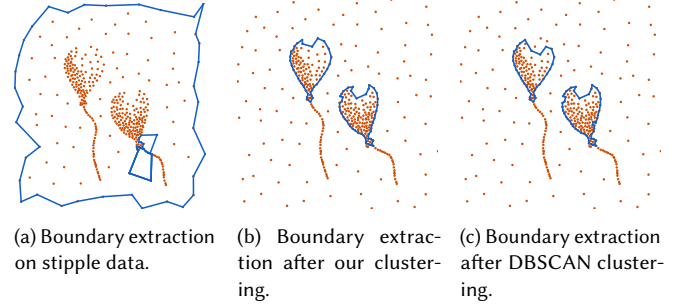 (a) Boundary extraction
on stipple data.
(b) Boundary extrac-
tion after our cluster-
ing.
(c) Boundary extraction
after DBSCAN cluster-
ing.